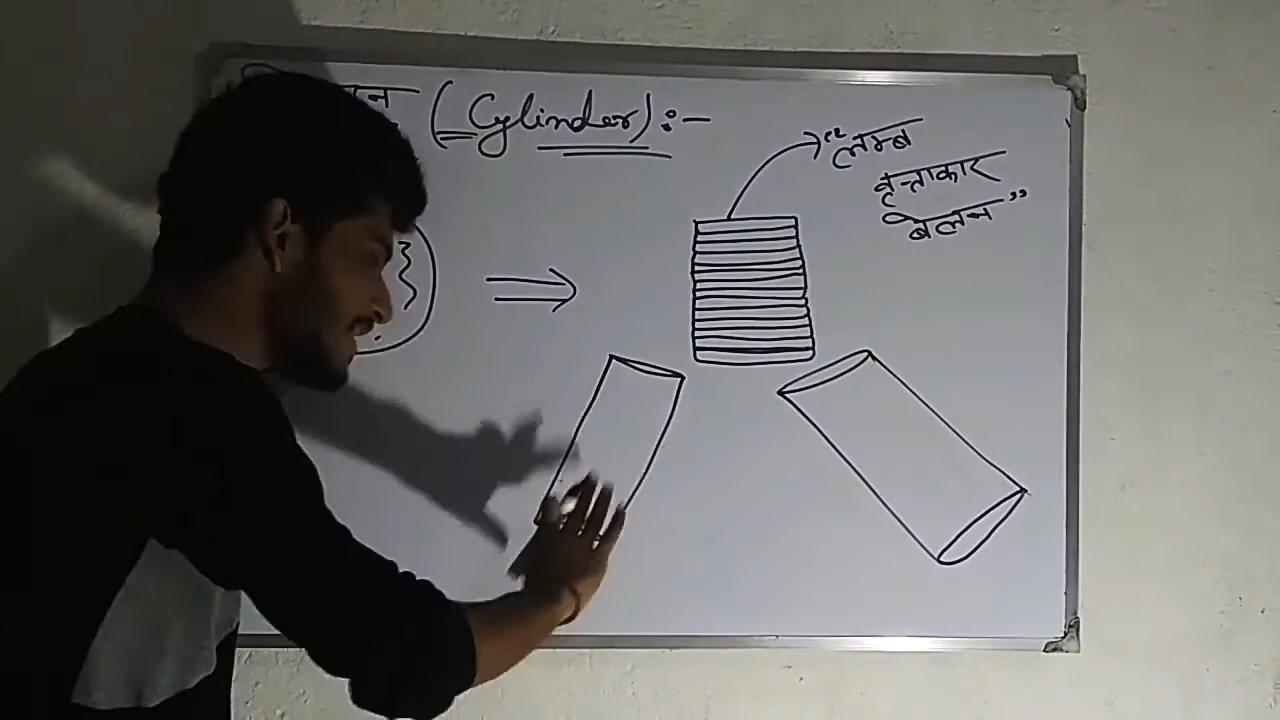 (Cylinder) :-
"लम्ब
वृत्ताकार
बेलन"